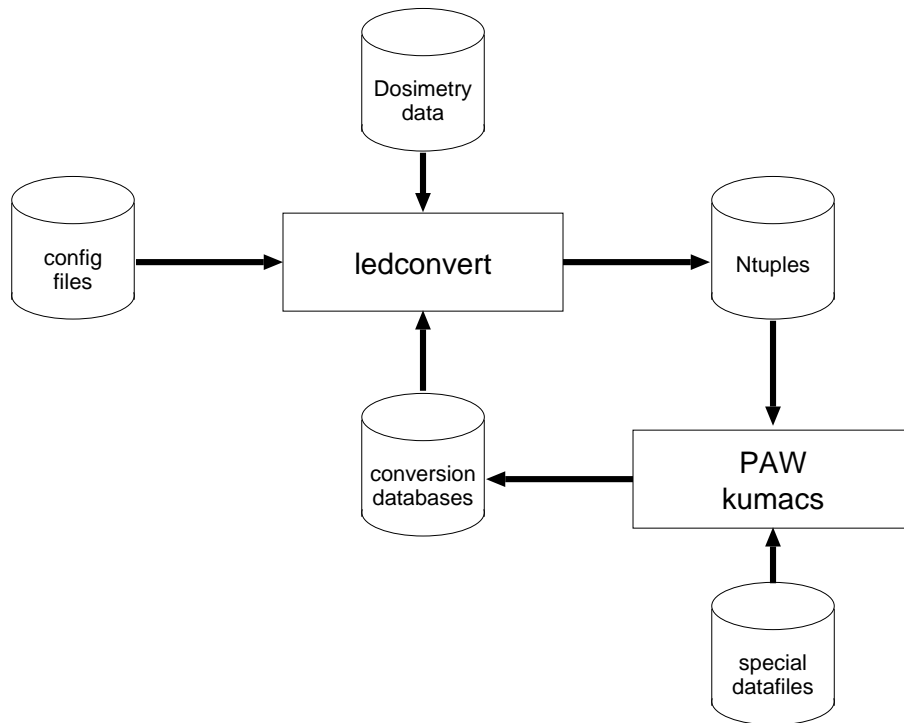 Dosimetry
data
config
files
ledconvert
Ntuples
conversion
databases
PAW
kumacs
special
datafiles